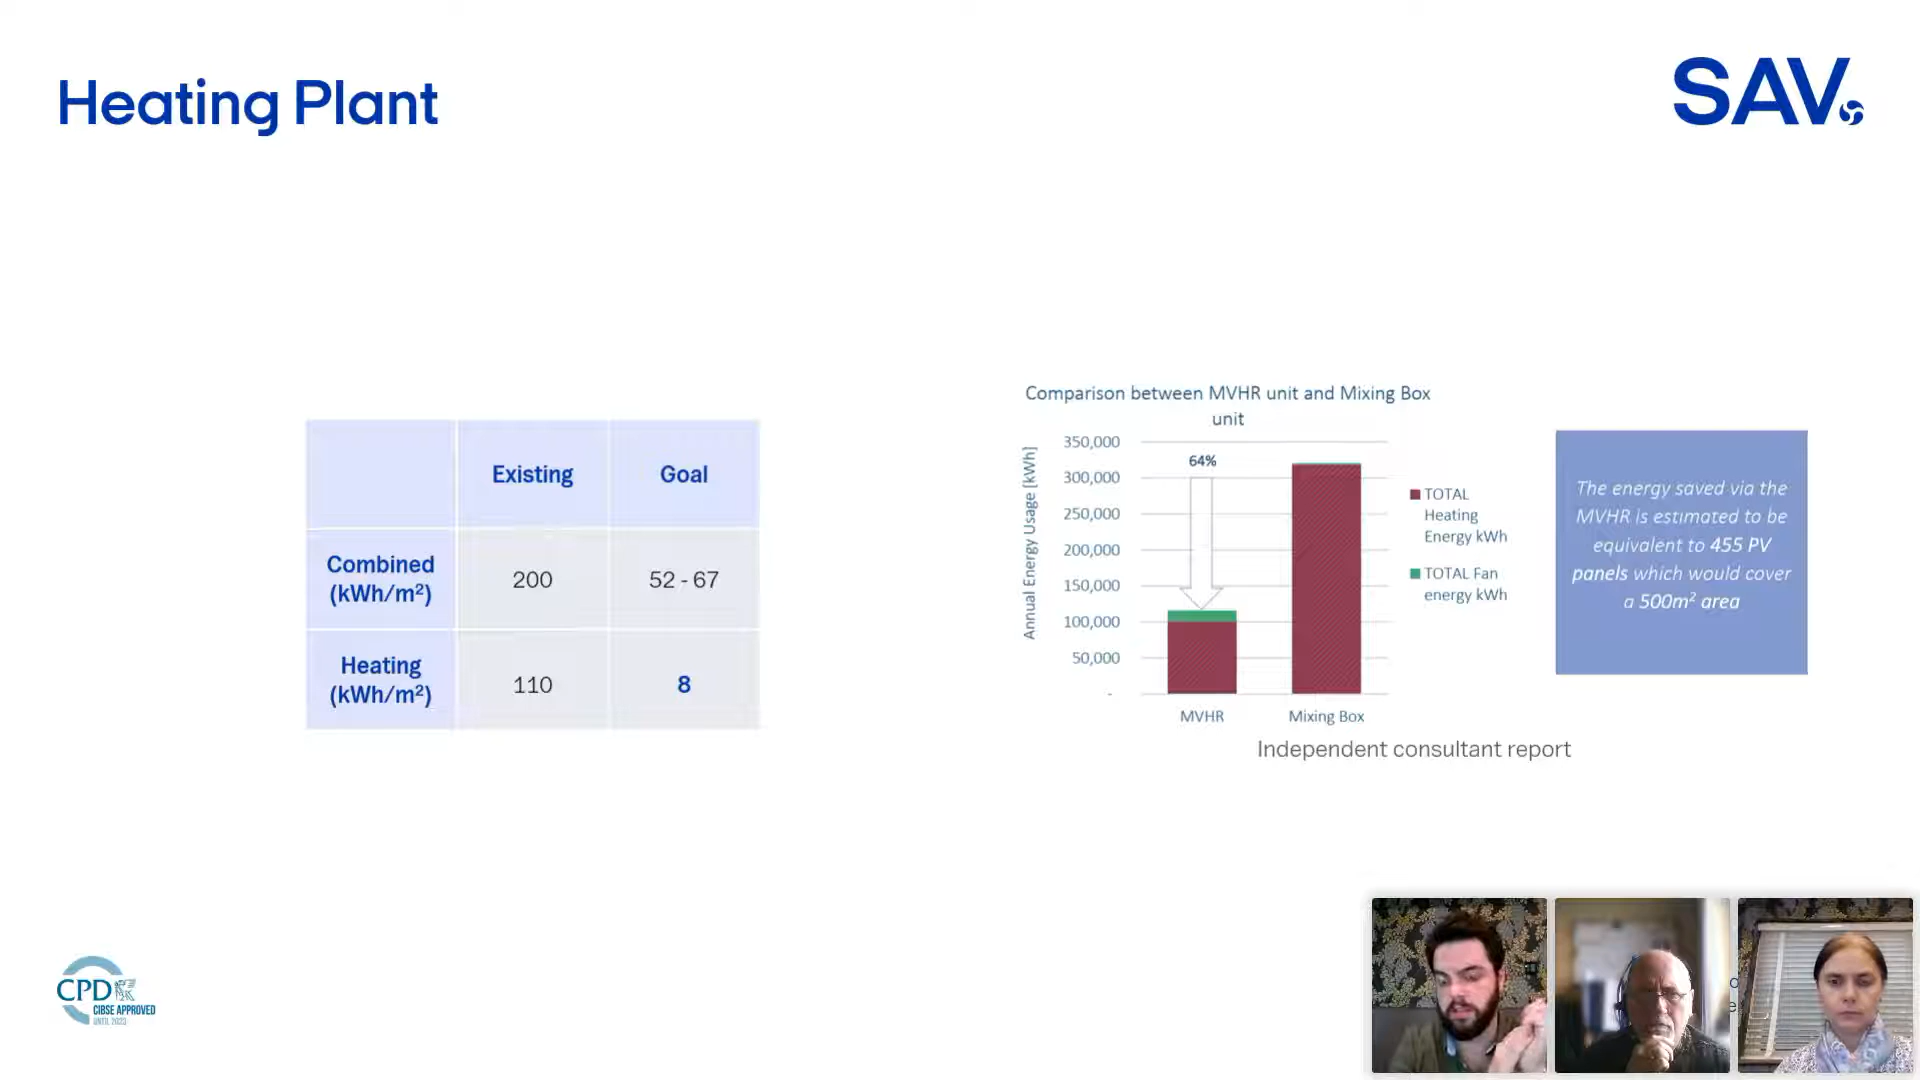 Heating Plant
SAV
Existing
Goal
Combined
(kWh/m²)
200
52 - 67
Heating
(kWh/m²)
110
8
Comparison between MVHR unit and Mixing Box
unit
Annual Energy Usage [kWh]
350,000
300,000
250,000
200,000
150,000
100,000
50,000
-
64%
MVHR
Mixing Box
TOTAL
Heating
Energy kWh
TOTAL Fan
energy kWh
Independent consultant report
The energy saved via the
MVHR is estimated to be
equivalent to 455 PV
panels which would cover
a 500m² area
CPD
CIBSE APPROVED
UNTIL 2023